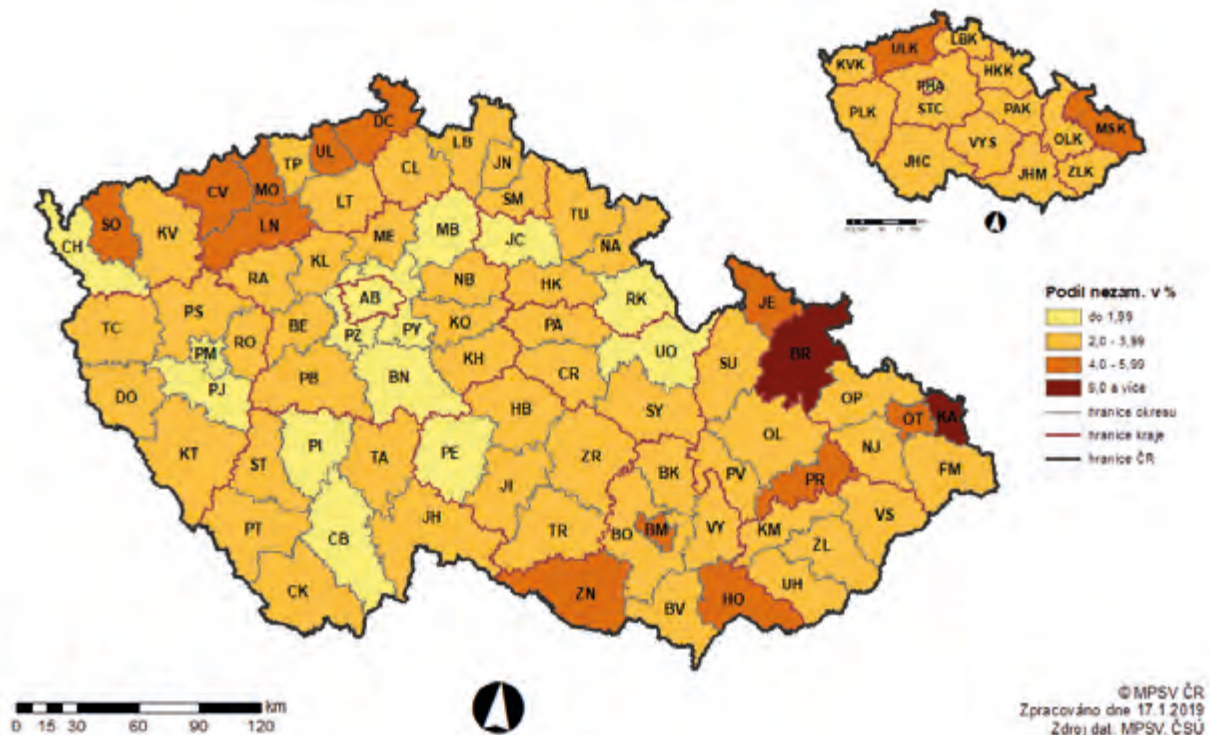 ULK
LBK
KVK
HKK
PHA
PLK
STC
PAK
MSK
OLK
VYS
JHC
JHM
ZLK
DC
LB
UL
TP
JN
CL
MO
CV
LT
SM
SO
LN
TU
KV
CH
ME
MB
JC
NA
KL
RA
NB
HK
AB
RK
JE
PS
TC
RO
BE
PZ
PY
KO
PA
PM
UO
BR
SU
KH
PJ
PB
BN
CR
DO
OP
OT
KA
HB
SY
OL
NJ
KT
ST
PI
TA
PE
ZR
BK
PV
PR
FM
JI
JH
TR
BO
BM
VY
KM
VS
PT
CB
ZL
CK
ZN
BV
HO
UH
Podíl nezam. v %
do 1,99
2,0 - 3,99
4,0 - 5,99
6,0 a více
hranice okresu
hranice kraje
hranice ČR
km
0 15 30 60 90 120
© MPSV ČR
Zpracováno dne 17.1.2019
Zdroj dat: MPSV, ČSÚ